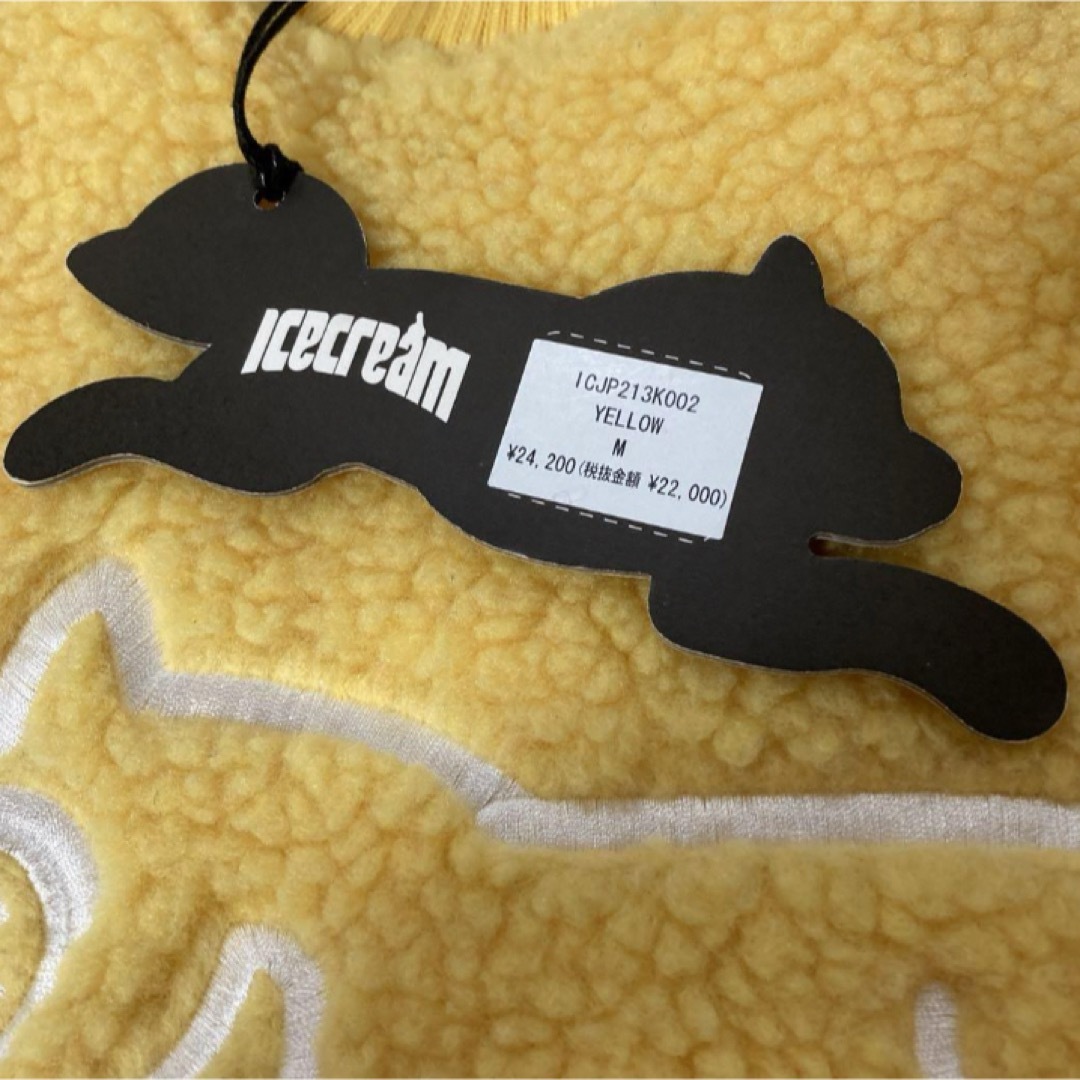 icecream
ICJP213K002
YELLOW
M
¥24,200(税抜金額 ¥22,000)